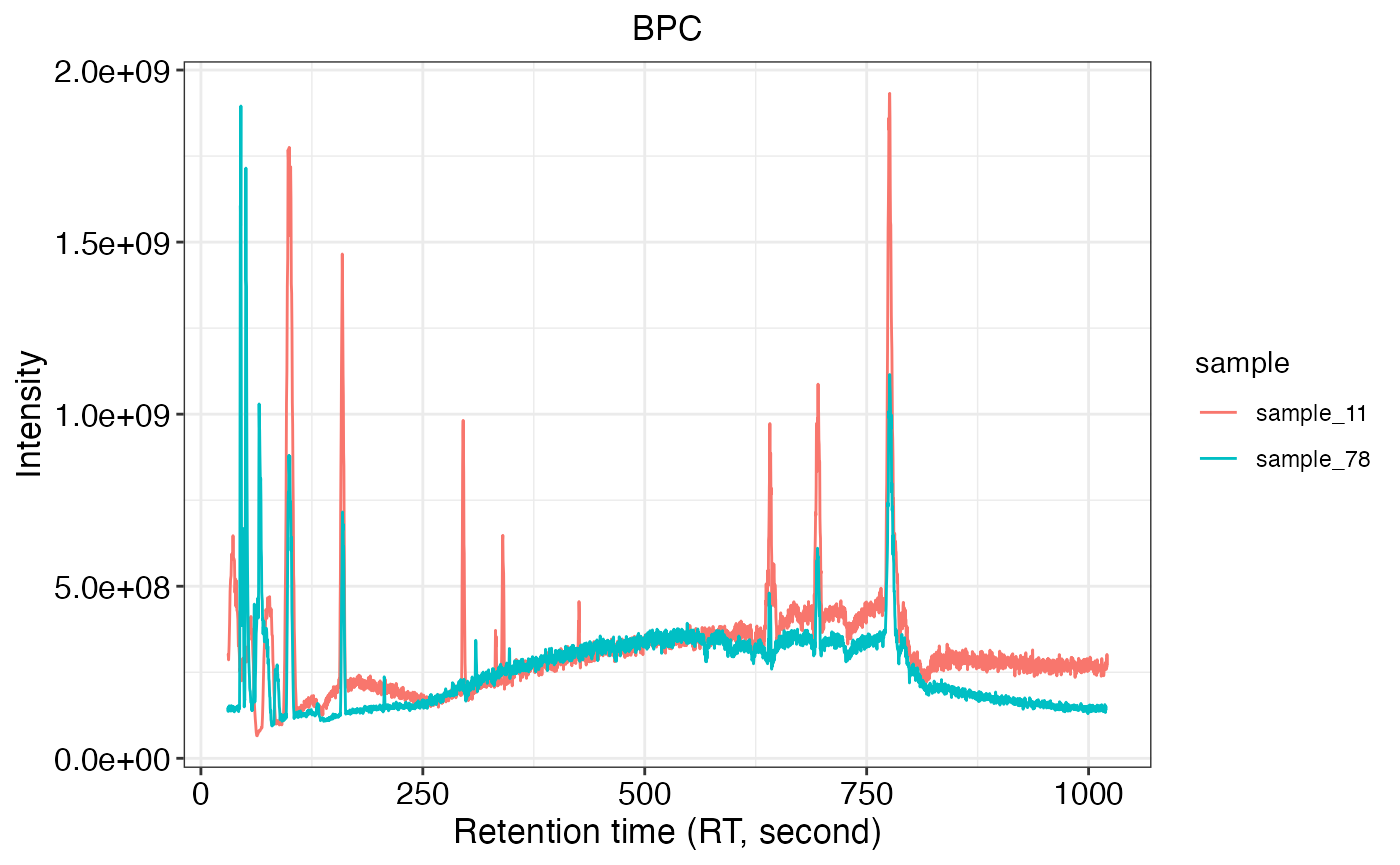 BPC
2.0e+09
1.5e+09
1.0e+09
5.0e+08
0.0e+00
Intensity
0 250 500 750 1000
Retention time (RT, second)
sample
sample_11
sample_78